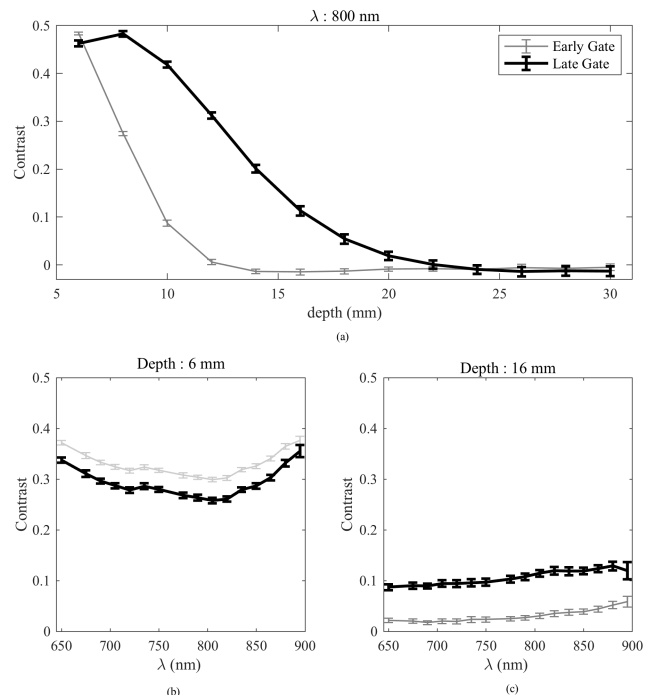 λ : 800 nm
0.5
0.4
0.3
0.2
0.1
0
Contrast
Early Gate
Late Gate
5 10 15 20 25 30
depth (mm)
(a)
Depth : 6 mm
0.5
0.4
0.3
0.2
0.1
0
Contrast
650 700 750 800 850 900
λ (nm)
(b)
Depth : 16 mm
0.5
0.4
0.3
0.2
0.1
0
Contrast
650 700 750 800 850 900
λ (nm)
(c)